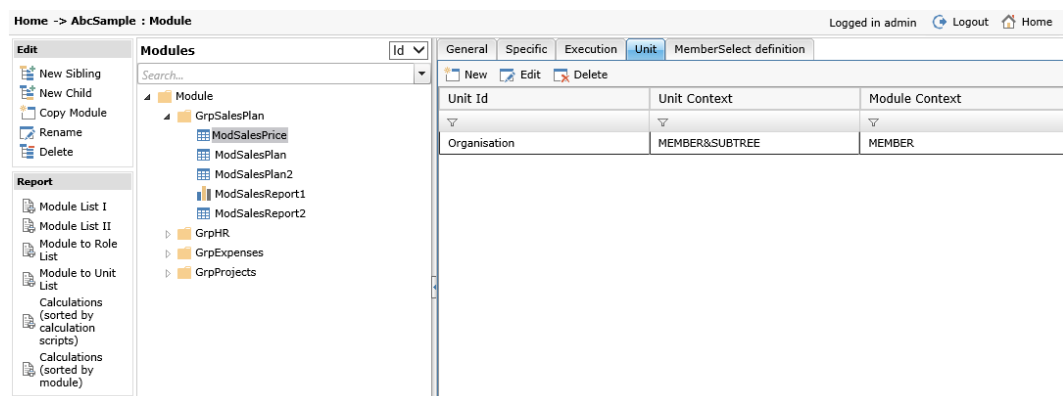 Home -> AbcSample : Module
Logged in admin Logout Home
Edit
New Sibling
New Child
Copy Module
Rename
Delete
Report
Module List I
Module List II
Module to Role
List
Module to Unit
List
Calculations
(sorted by
calculation
scripts)
Calculations
(sorted by
module)
Modules Id
Search...
Module
GrpSalesPlan
ModSalesPrice
ModSalesPlan
ModSalesPlan2
ModSalesReport1
ModSalesReport2
GrpHR
GrpExpenses
GrpProjects
General Specific Execution Unit MemberSelect definition
New Edit Delete
Unit Id Unit Context Module Context
Organisation MEMBER&SUBTREE MEMBER